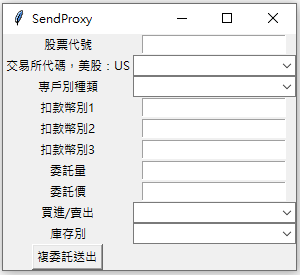 SendProxy
股票代號
交易所代碼，美股：US
專戶別種類
扣款幣別1
扣款幣別2
扣款幣別3
委託量
委託價
買進/賣出
庫存別
複委託送出